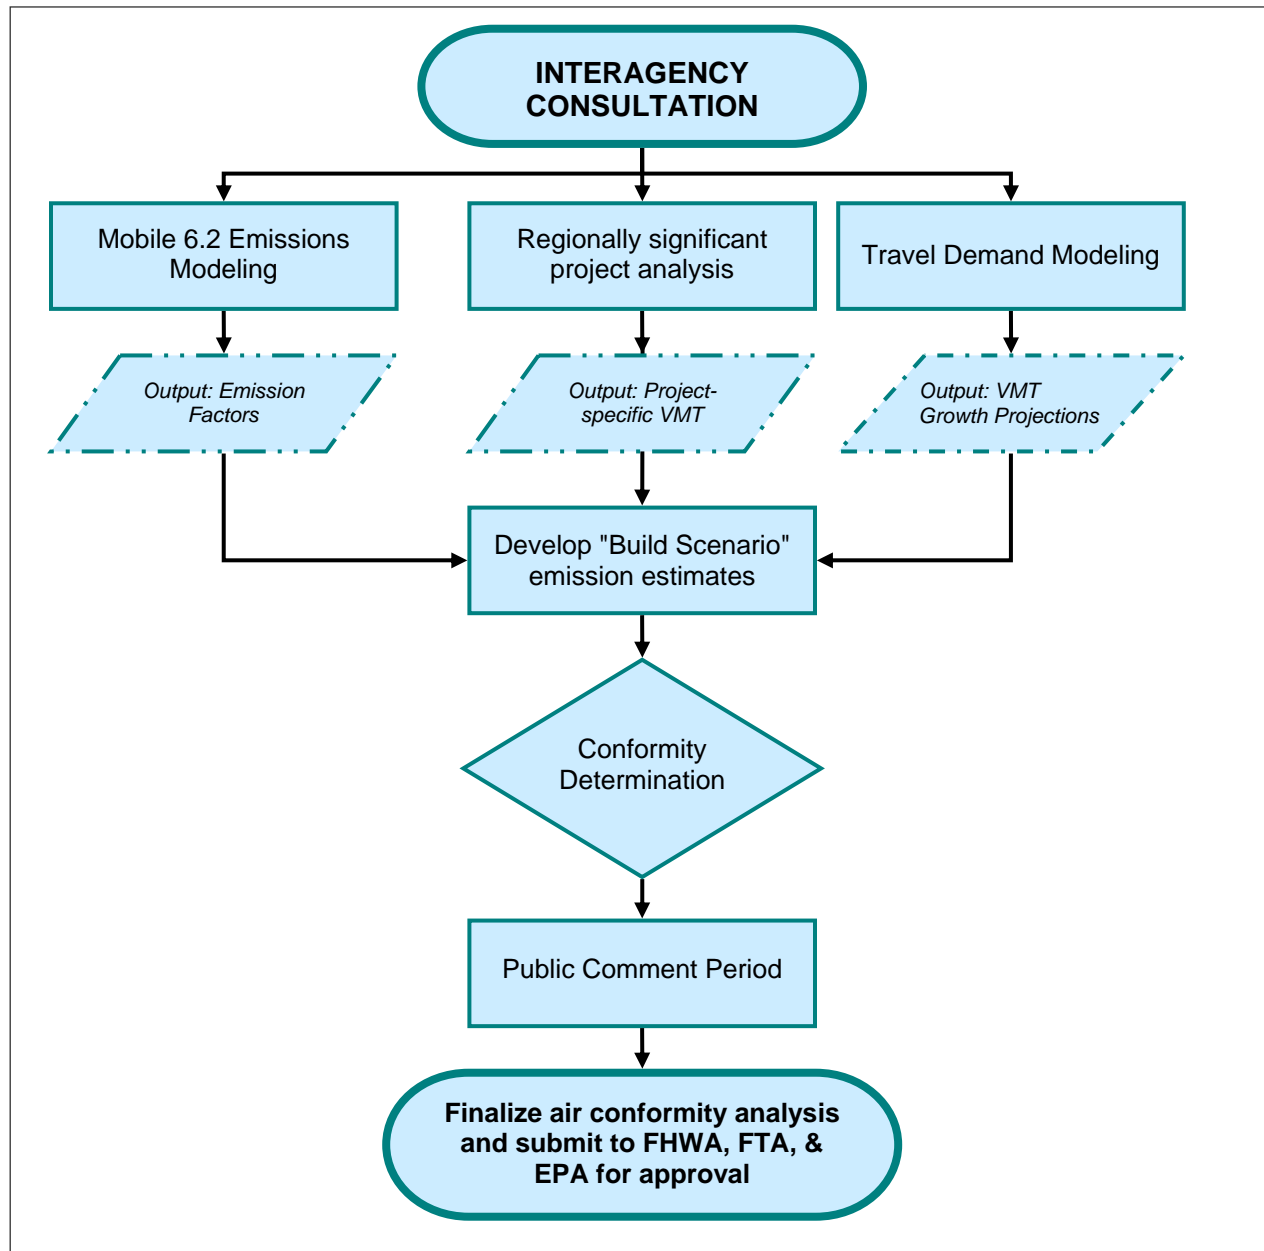 INTERAGENCY
CONSULTATION
Mobile 6.2 Emissions
Modeling
Regionally significant
project analysis
Travel Demand Modeling
Output: Emission
Factors
Output: Project-
specific VMT
Output: VMT
Growth Projections
Develop "Build Scenario"
emission estimates
Conformity
Determination
Public Comment Period
Finalize air conformity analysis
and submit to FHWA, FTA, &
EPA for approval